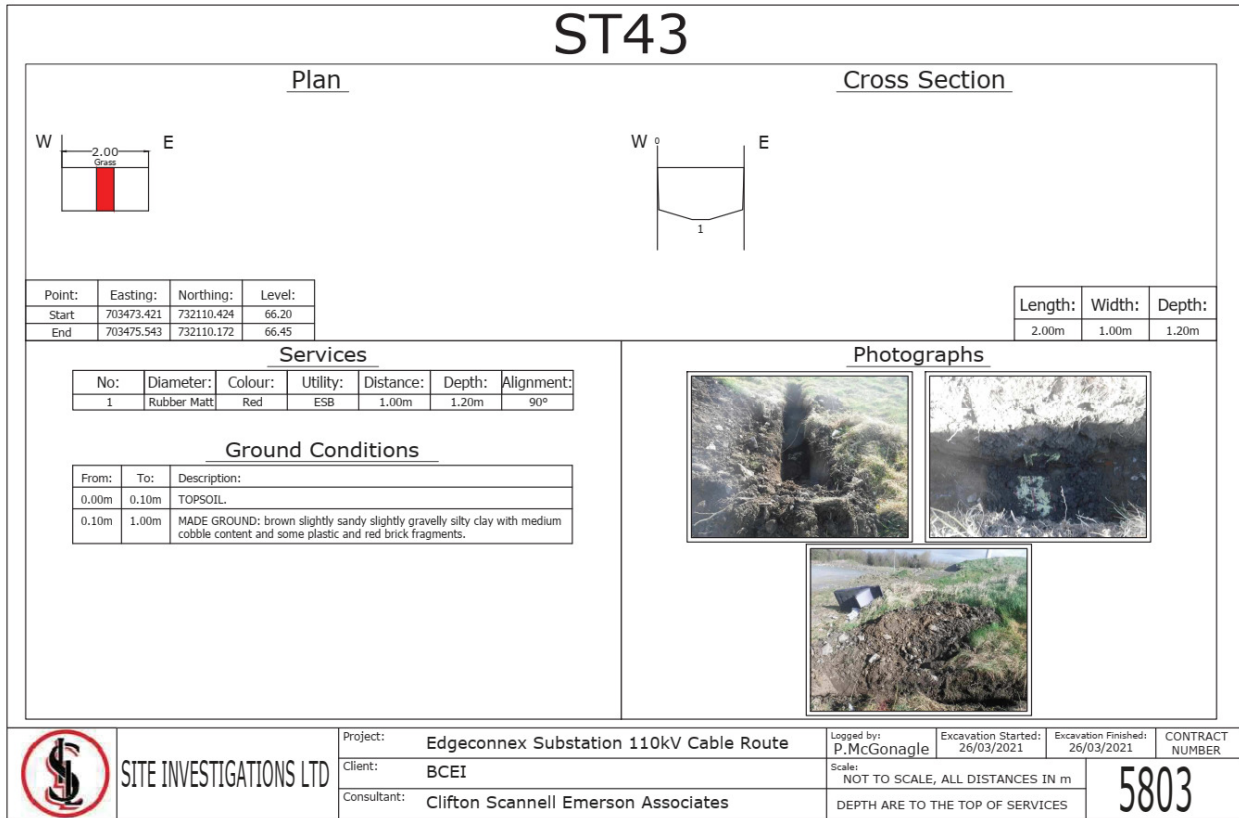 ST43
Plan
W
E
2.00
Grass
Point: Easting: Northing: Level:
Start 703473.421 732110.424 66.20
End 703475.543 732110.172 66.45
Cross Section
W 0
E
1
Length: Width: Depth:
2.00m 1.00m 1.20m
Services
No: Diameter: Colour: Utility: Distance: Depth: Alignment:
1 Rubber Matt Red ESB 1.00m 1.20m 90°
Ground Conditions
From: To: Description:
0.00m 0.10m TOPSOIL.
0.10m 1.00m MADE GROUND: brown slightly sandy slightly gravelly silty clay with medium
cobble content and some plastic and red brick fragments.
Photographs
SITE INVESTIGATIONS LTD
Project: Edgeconnex Substation 110kV Cable Route
Client: BCEI
Consultant: Clifton Scannell Emerson Associates
Logged by:
P.McGonagle
Excavation Started:
26/03/2021
Excavation Finished:
26/03/2021
Scale:
NOT TO SCALE, ALL DISTANCES IN m
DEPTH ARE TO THE TOP OF SERVICES
CONTRACT
NUMBER
5803